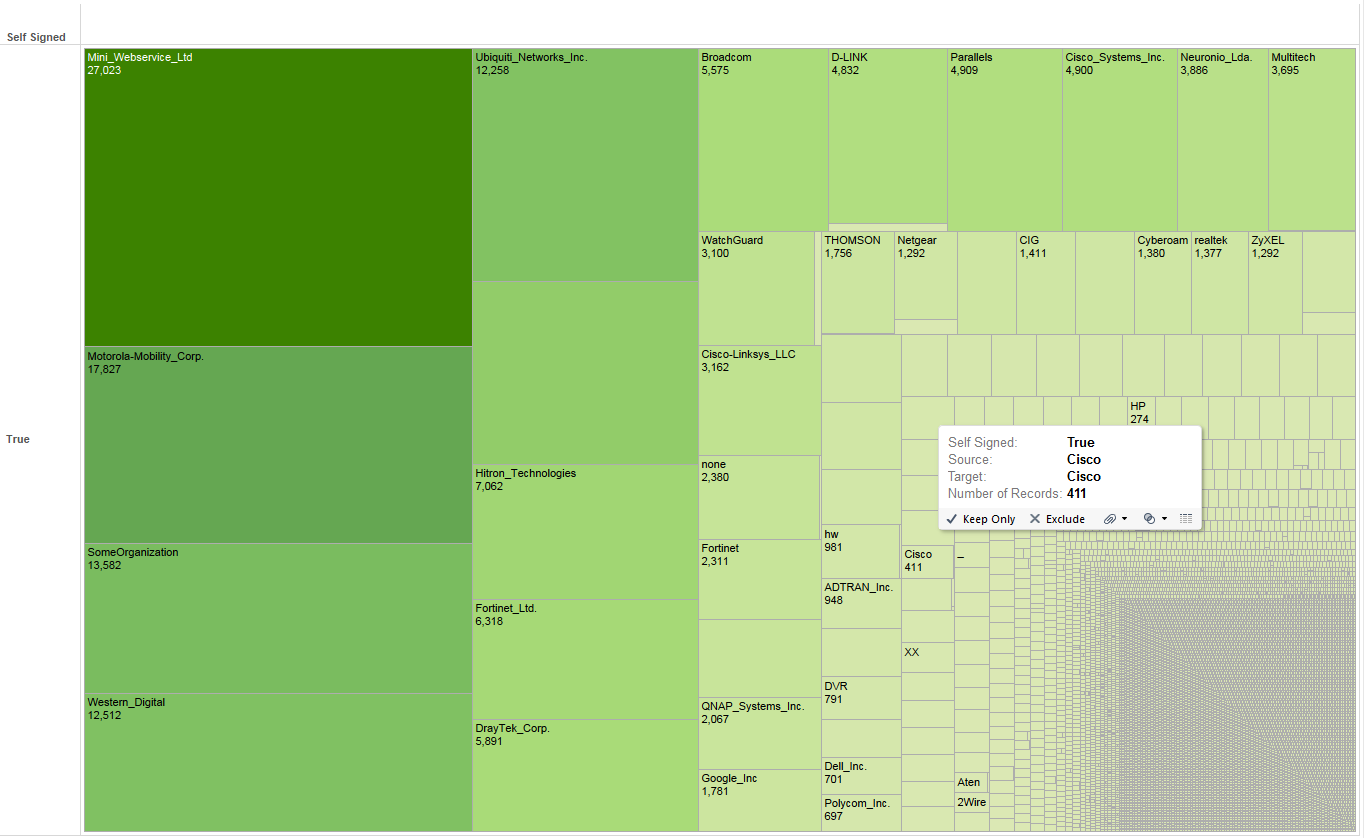 Self Signed
True
Mini_Webservice_Ltd
27,023
Motorola-Mobility_Corp.
17,827
SomeOrganization
13,582
Western_Digital
12,512
Ubiquiti_Networks_Inc.
12,258
Hitron_Technologies
7,062
Fortinet_Ltd.
6,318
DrayTek_Corp.
5,891
Broadcom
5,575
D-LINK
4,832
Parallels
4,909
Cisco_Systems_Inc.
4,900
Neuronio_Lda.
3,886
Multitech
3,695
WatchGuard
3,100
THOMSON
1,756
Netgear
1,292
CIG
1,411
Cyberoam
1,380
realtek
1,377
ZyXEL
1,292
Cisco-Linksys_LLC
3,162
HP
274
none
2,380
Fortinet
2,311
QNAP_Systems_Inc.
2,067
Google_Inc
1,781
hw
981
ADTRAN_Inc.
948
DVR
791
Dell_Inc.
701
Polycom_Inc.
697
Cisco
411
_
XX
Aten
2Wire
Self Signed: True
Source: Cisco
Target: Cisco
Number of Records: 411
Keep Only Exclude